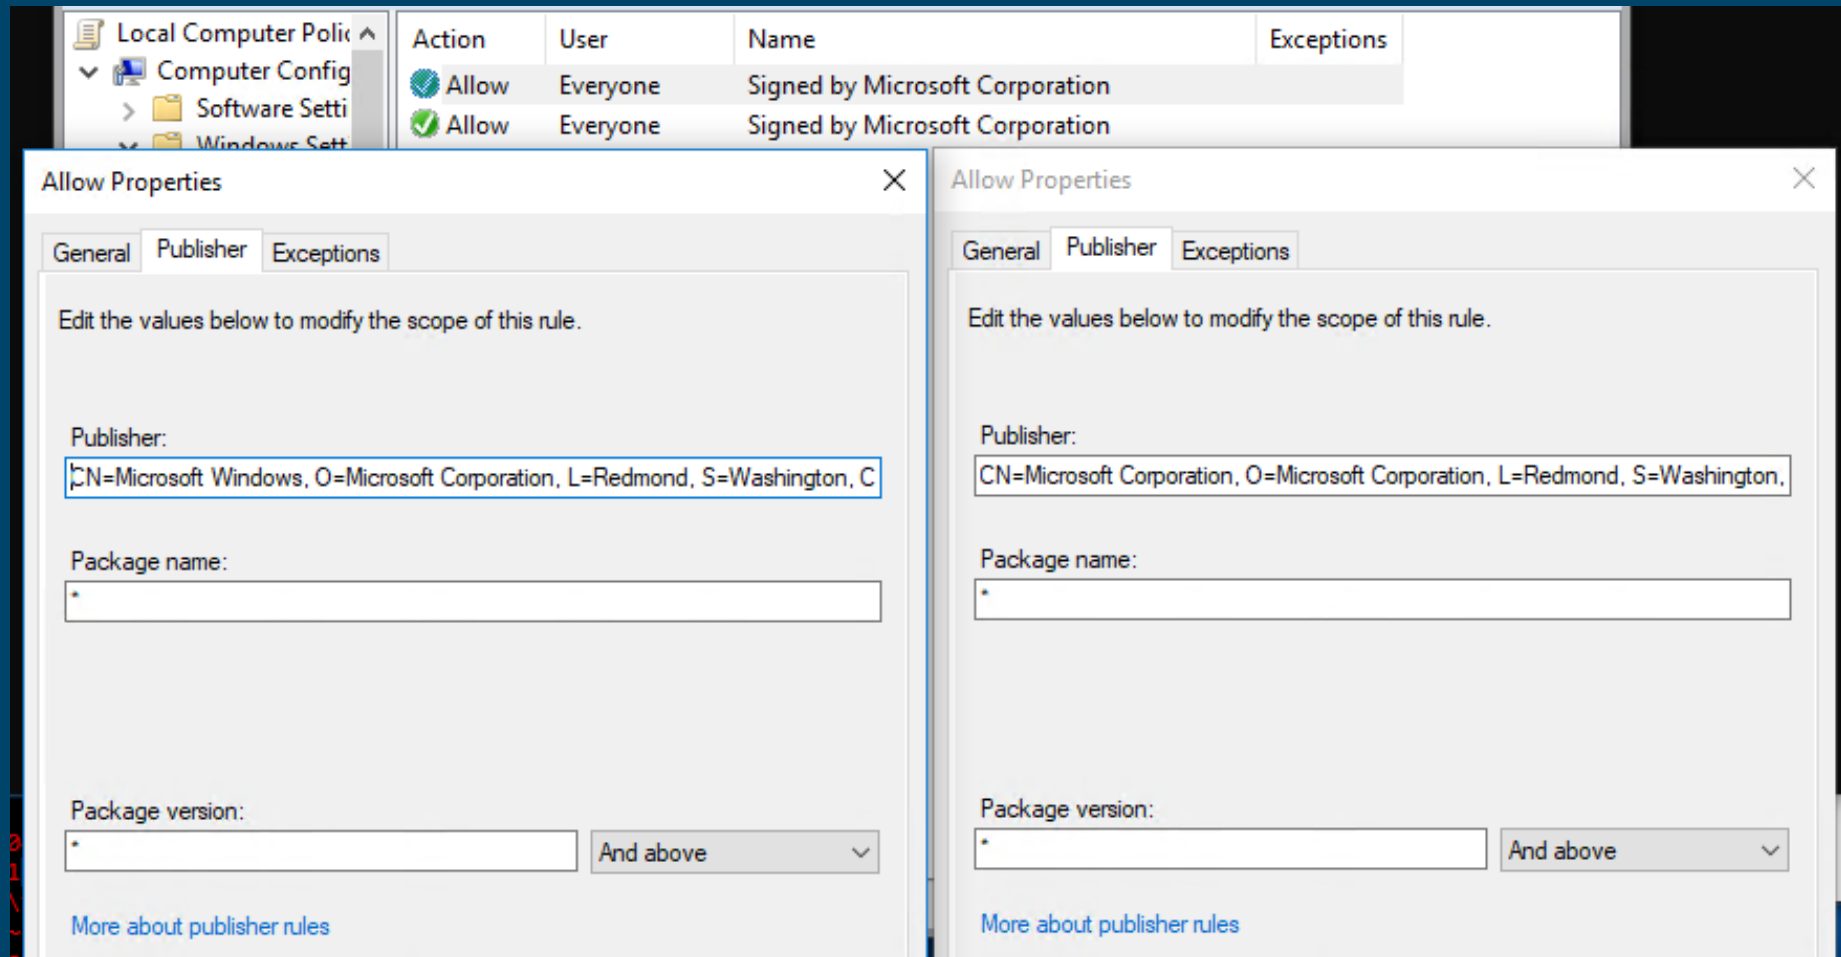 Local Computer Polic
Computer Config
Software Setti
Windows Sett
Action User Name Exceptions
Allow Everyone Signed by Microsoft Corporation
Allow Everyone Signed by Microsoft Corporation
Allow Properties
General Publisher Exceptions
Edit the values below to modify the scope of this rule.
Publisher:
CN=Microsoft Windows, O=Microsoft Corporation, L=Redmond, S=Washington, C
Package name:
*
Package version:
*
And above
More about publisher rules
Allow Properties
General Publisher Exceptions
Edit the values below to modify the scope of this rule.
Publisher:
CN=Microsoft Corporation, O=Microsoft Corporation, L=Redmond, S=Washington,
Package name:
*
Package version:
*
And above
More about publisher rules